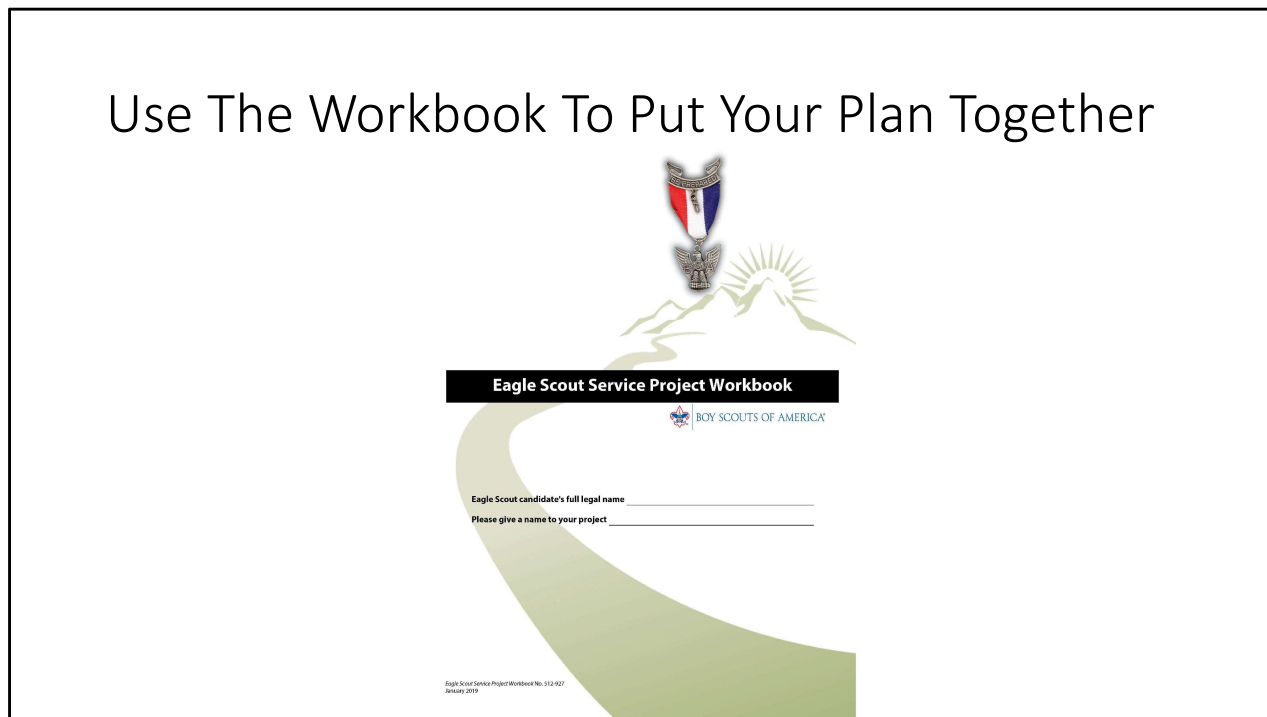 Use The Workbook To Put Your Plan Together
BE PREPARED
Eagle Scout Service Project Workbook
BOY SCOUTS OF AMERICA®
Eagle Scout candidate's full legal name
Please give a name to your project
Eagle Scout Service Project Workbook No. 512-927
January 2019